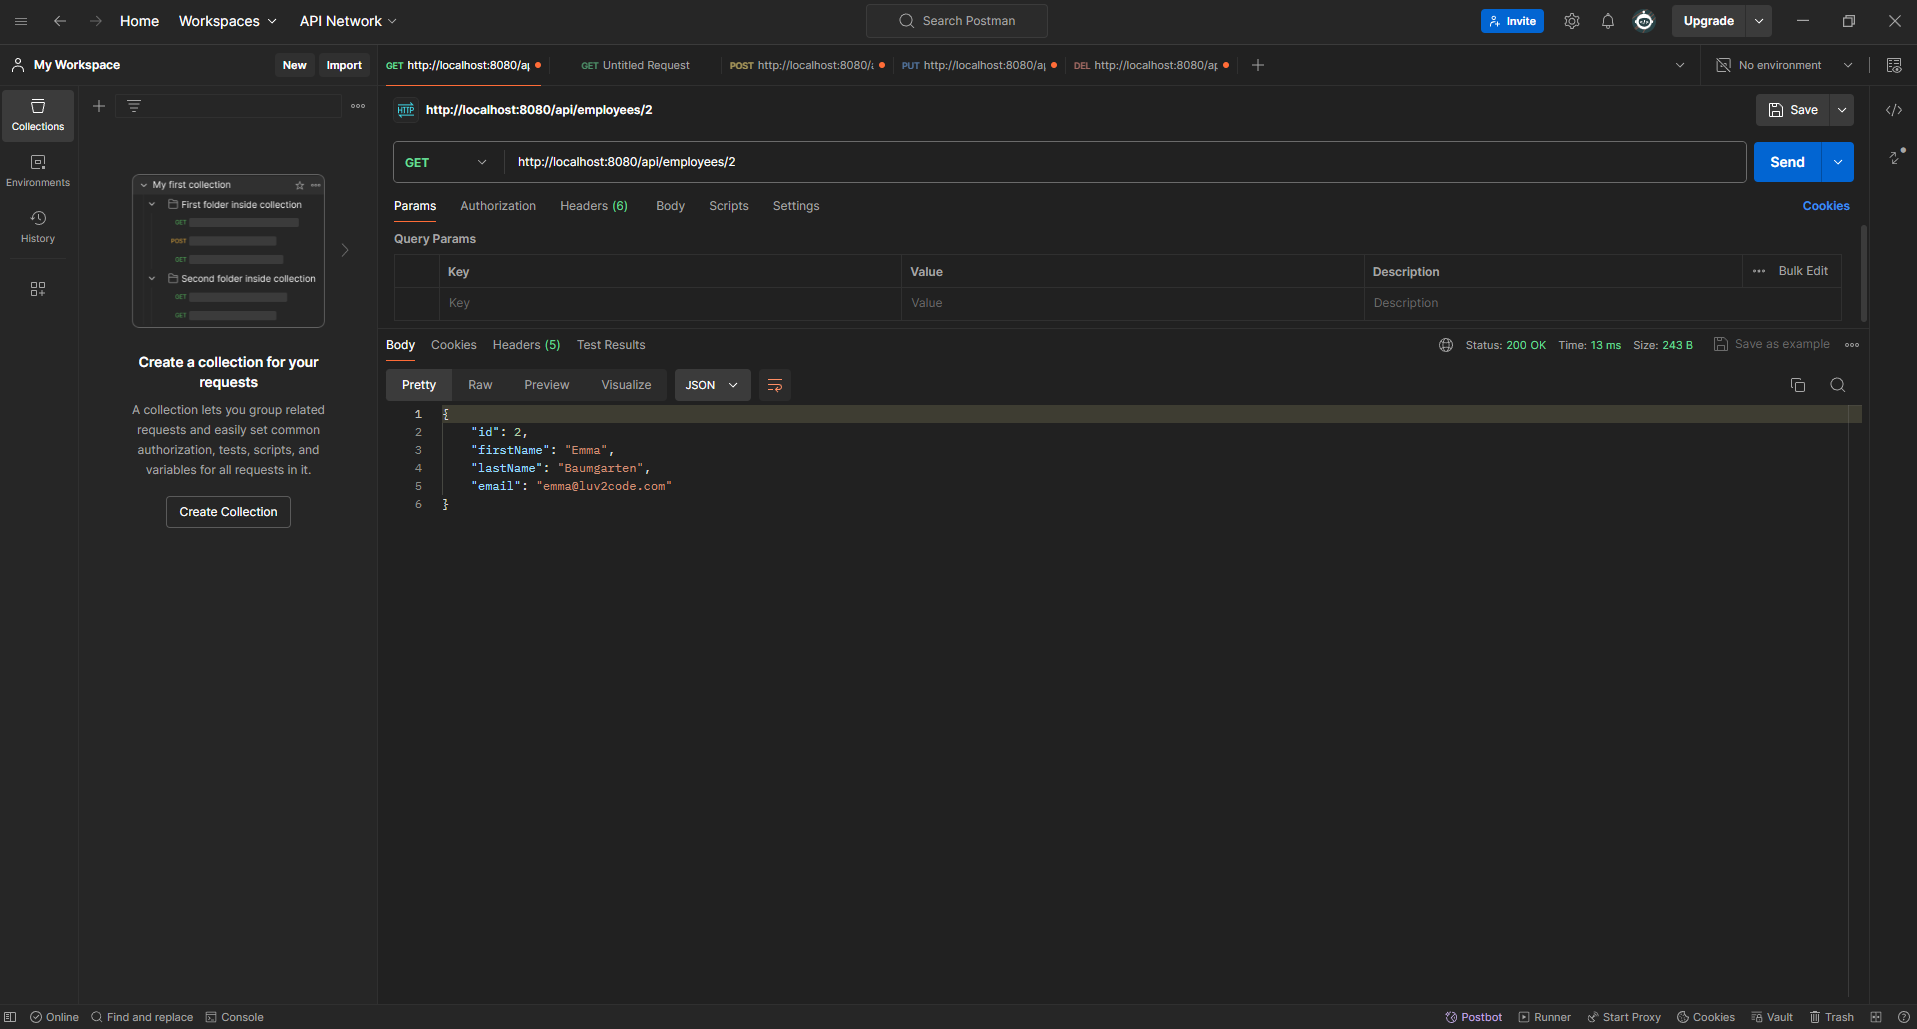 Home Workspaces API Network Search Postman Invite Upgrade
My Workspace New Import GET http://localhost:8080/a GET Untitled Request POST http://localhost:8080/ PUT http://localhost:8080/a DEL http://localhost:8080/a No environment
Collections
Environments
History
My first collection
First folder inside collection
GET
POST
GET
Second folder inside collection
GET
GET
Create a collection for your
requests
A collection lets you group related
requests and easily set common
authorization, tests, scripts, and
variables for all requests in it.
Create Collection
HTTP http://localhost:8080/api/employees/2 Save
GET http://localhost:8080/api/employees/2 Send
Params Authorization Headers (6) Body Scripts Settings Cookies
Query Params
Key Value Description Bulk Edit
Key Value Description
Body Cookies Headers (5) Test Results Status: 200 OK Time: 13 ms Size: 243 B Save as example
Pretty Raw Preview Visualize JSON
1 {
2 "id": 2,
3 "firstName": "Emma",
4 "lastName": "Baumgarten",
5 "email": "emma@luv2code.com"
6 }
Online Find and replace Console Postbot Runner Start Proxy Cookies Vault Trash